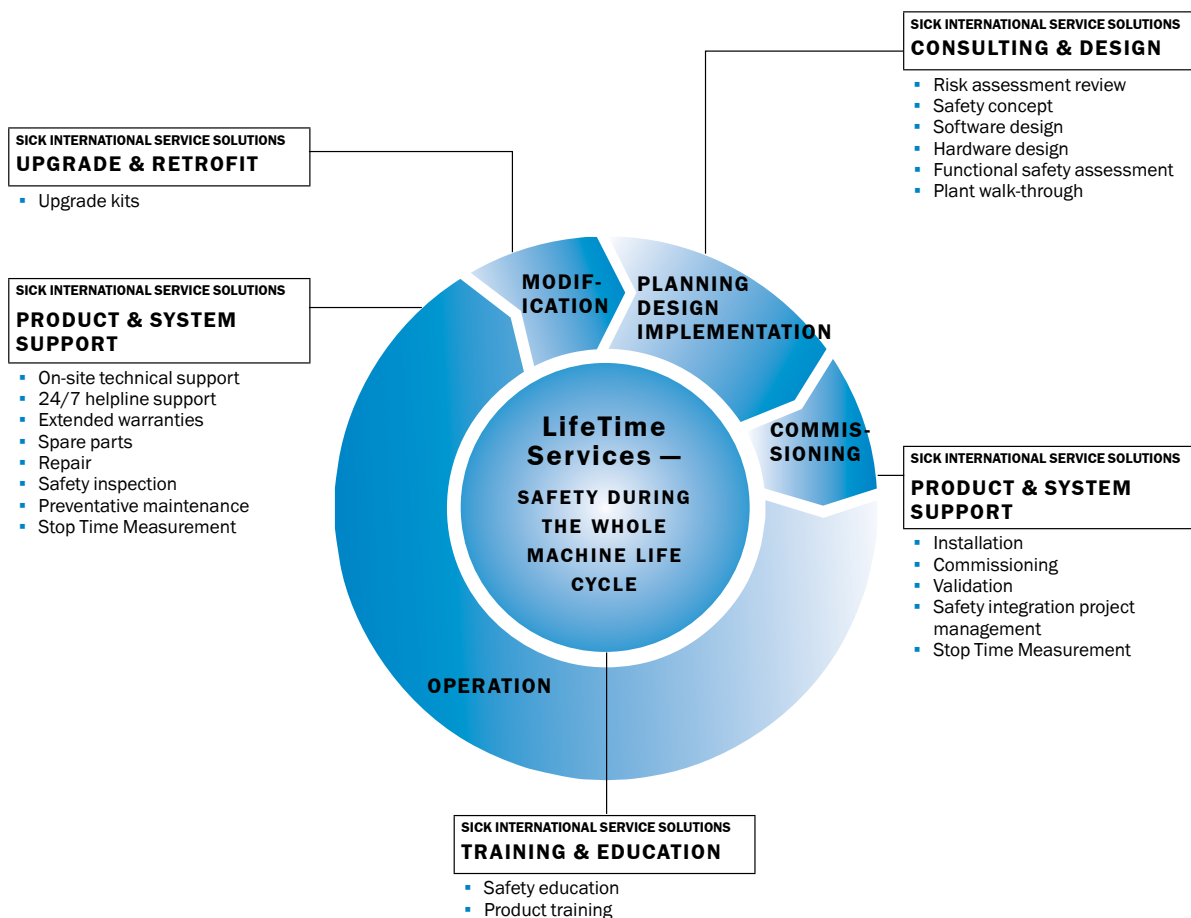 SICK INTERNATIONAL SERVICE SOLUTIONS
CONSULTING & DESIGN
▪ Risk assessment review
▪ Safety concept
▪ Software design
▪ Hardware design
▪ Functional safety assessment
▪ Plant walk-through
SICK INTERNATIONAL SERVICE SOLUTIONS
UPGRADE & RETROFIT
▪ Upgrade kits
SICK INTERNATIONAL SERVICE SOLUTIONS
PRODUCT & SYSTEM
SUPPORT
▪ On-site technical support
▪ 24/7 helpline support
▪ Extended warranties
▪ Spare parts
▪ Repair
▪ Safety inspection
▪ Preventative maintenance
▪ Stop Time Measurement
MODIF-
ICATION
PLANNING
DESIGN
IMPLEMENTATION
COMMIS-
SIONING
LifeTime
Services —
SAFETY DURING
THE WHOLE
MACHINE LIFE
CYCLE
OPERATION
SICK INTERNATIONAL SERVICE SOLUTIONS
PRODUCT & SYSTEM
SUPPORT
▪ Installation
▪ Commissioning
▪ Validation
▪ Safety integration project
management
▪ Stop Time Measurement
SICK INTERNATIONAL SERVICE SOLUTIONS
TRAINING & EDUCATION
▪ Safety education
▪ Product training